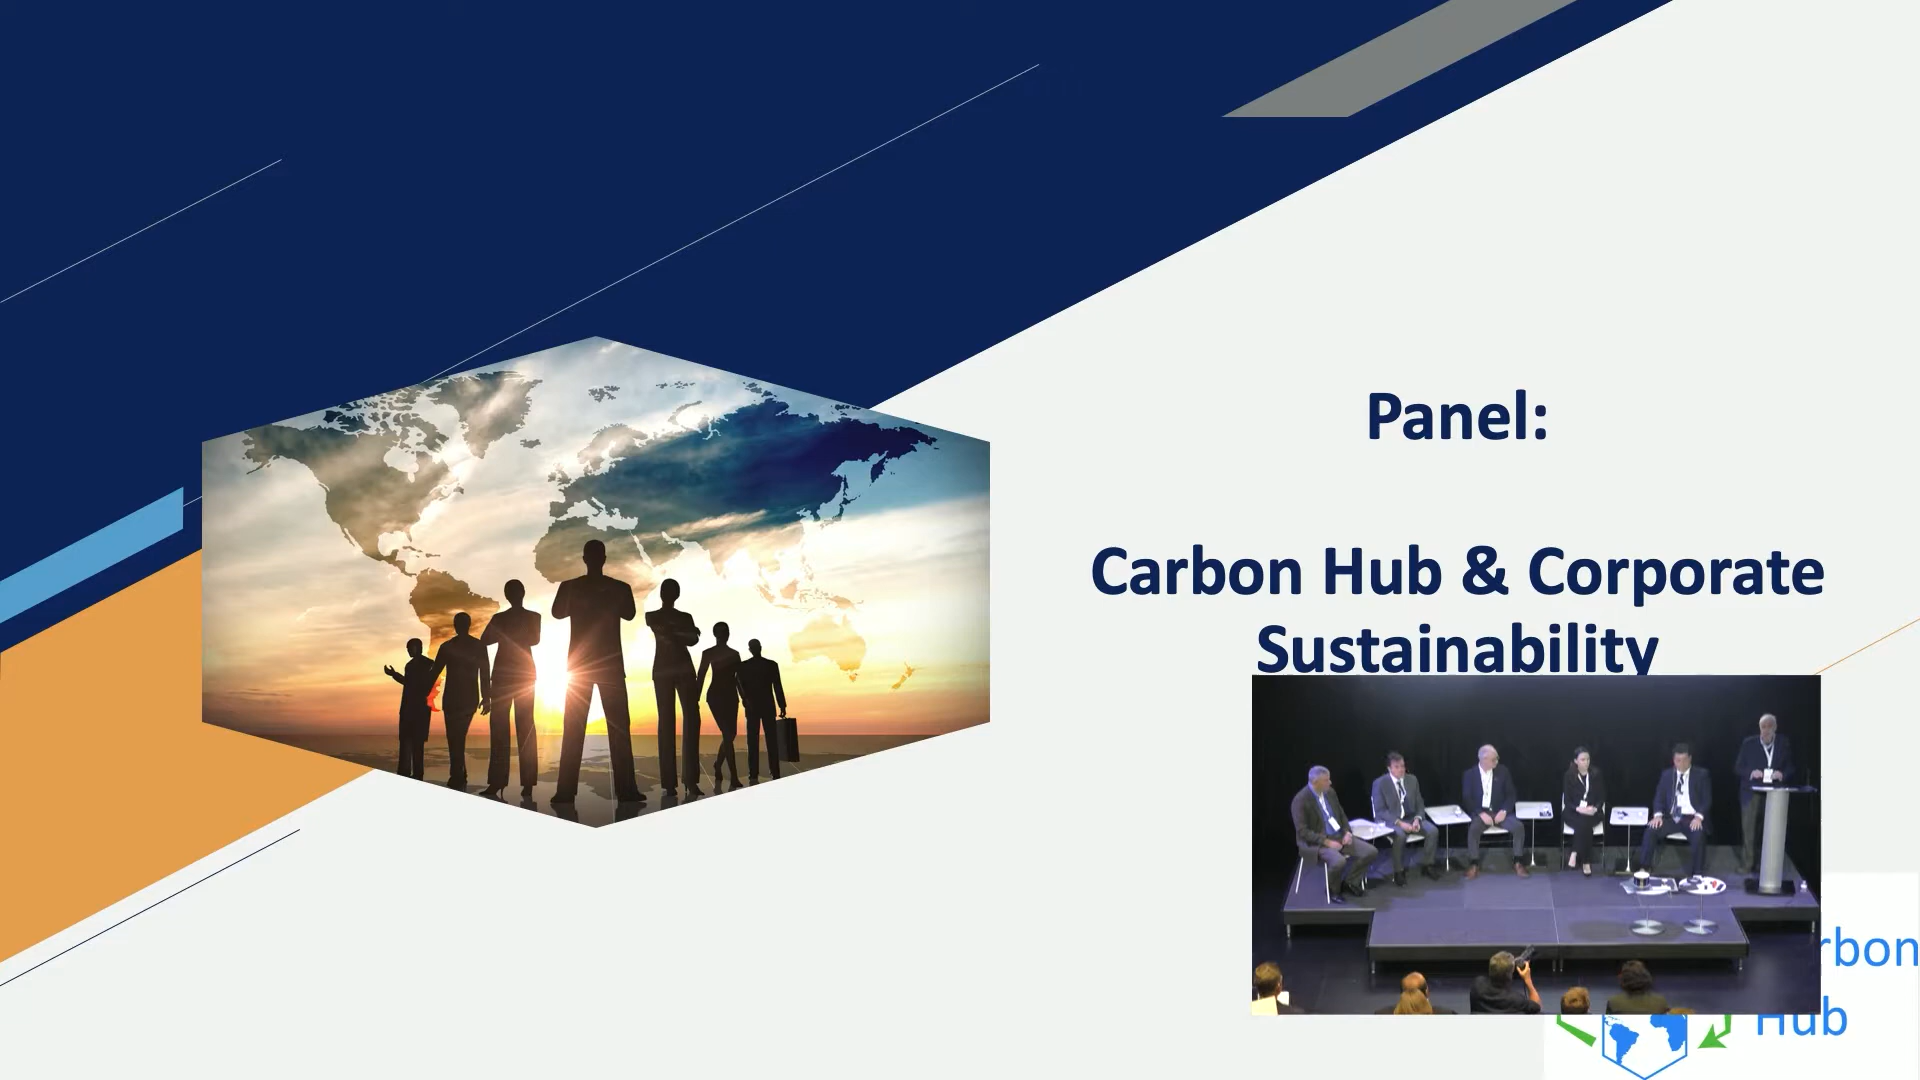 Panel:
Carbon Hub & Corporate
Sustainability
rbon
Hub